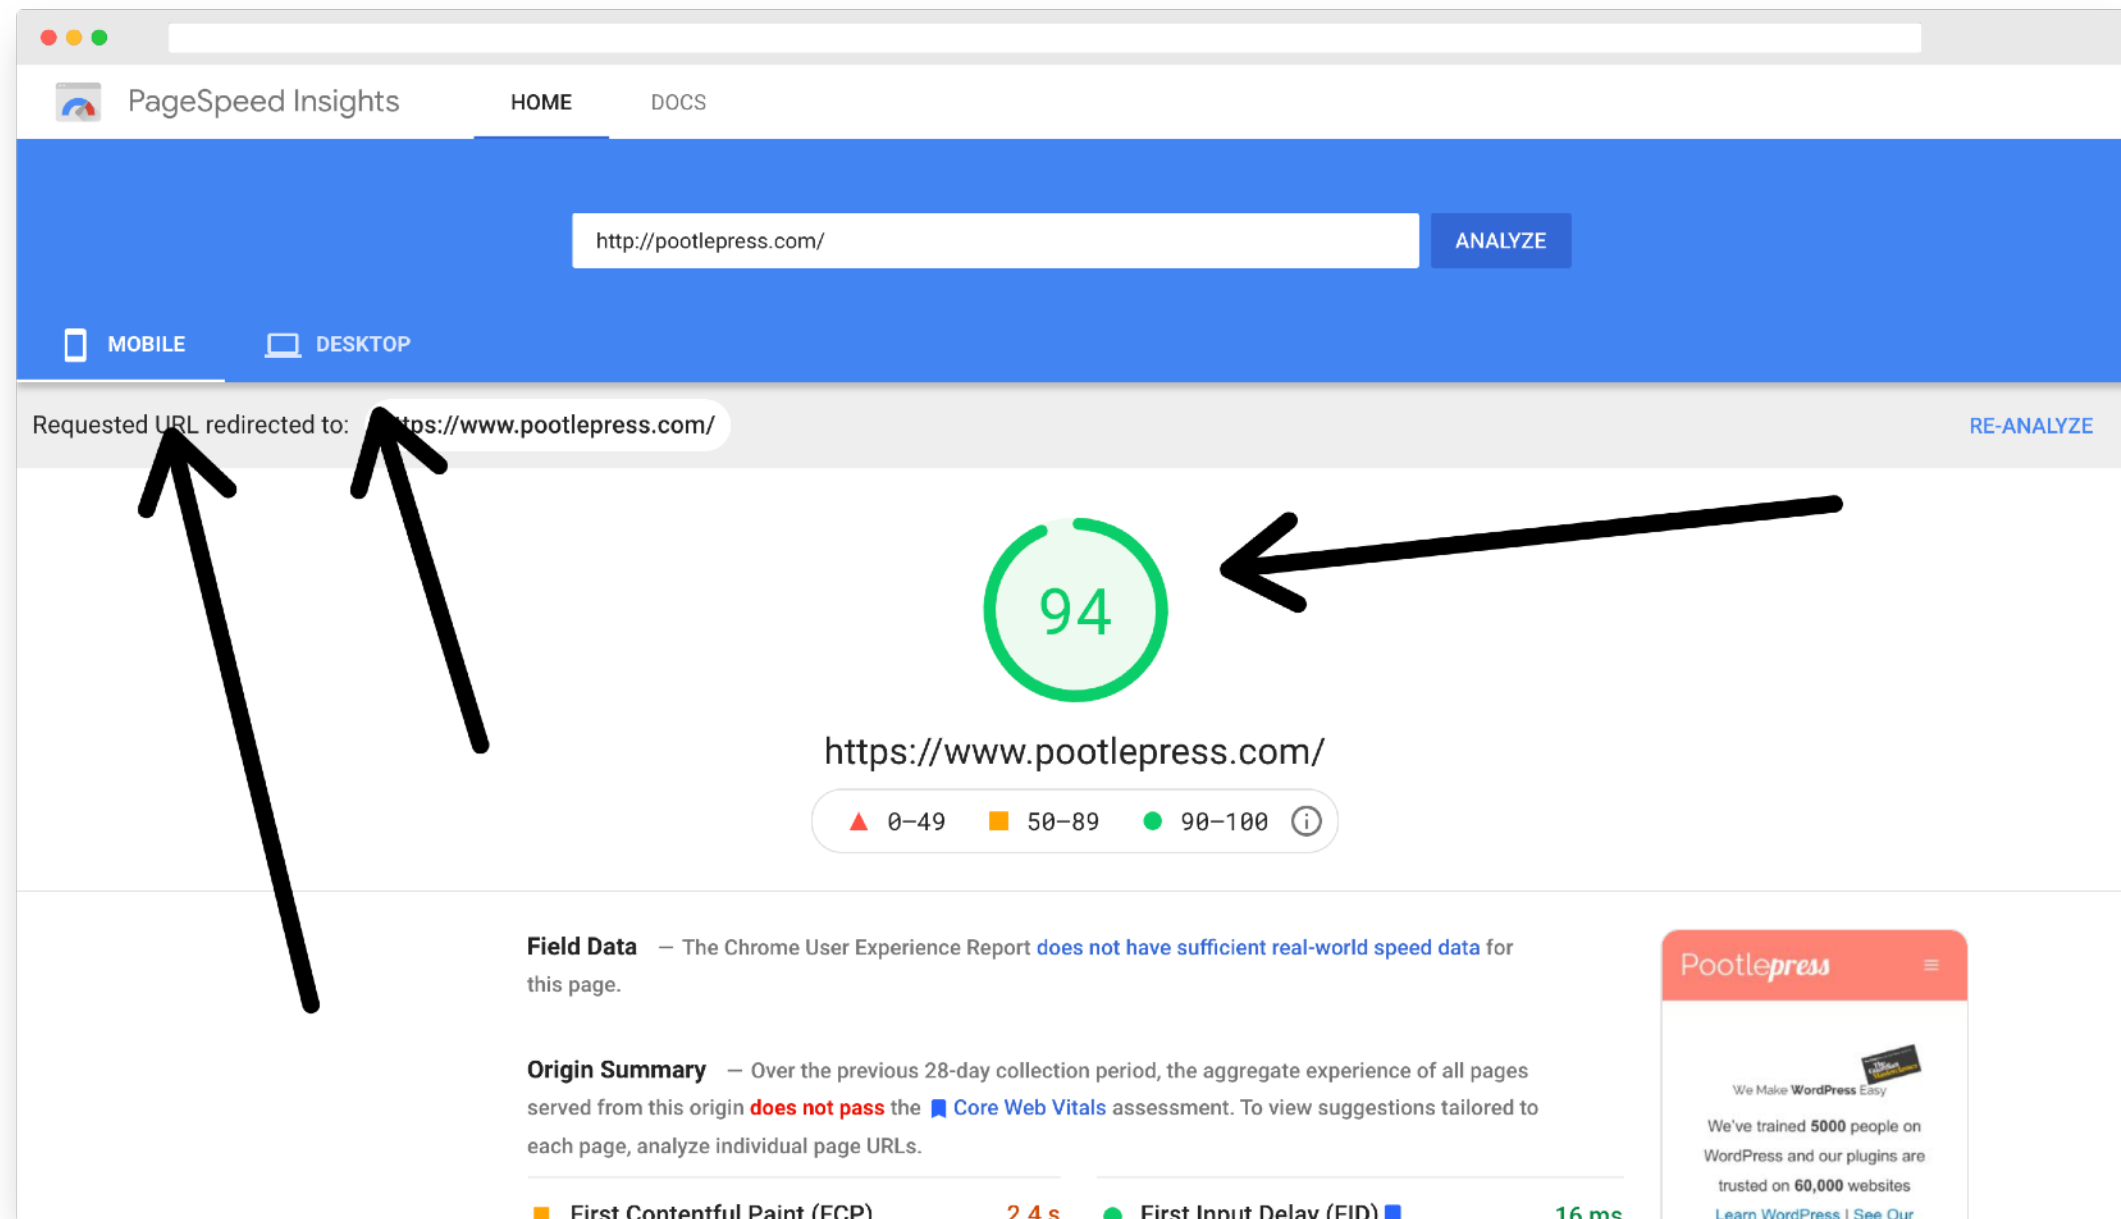 PageSpeed Insights
HOME
DOCS
http://pootlepress.com/
ANALYZE
MOBILE
DESKTOP
Requested URL redirected to:
https://www.pootlepress.com/
RE-ANALYZE
94
https://www.pootlepress.com/
0–49
50–89
90–100
Field Data — The Chrome User Experience Report does not have sufficient real-world speed data for
this page.
Origin Summary — Over the previous 28-day collection period, the aggregate experience of all pages
served from this origin does not pass the Core Web Vitals assessment. To view suggestions tailored to
each page, analyze individual page URLs.
First Contentful Paint (FCP)
2.4 s
First Input Delay (FID)
16 ms
Pootlepress
We Make WordPress Easy
We've trained 5000 people on
WordPress and our plugins are
trusted on 60,000 websites
Learn WordPress | See Our